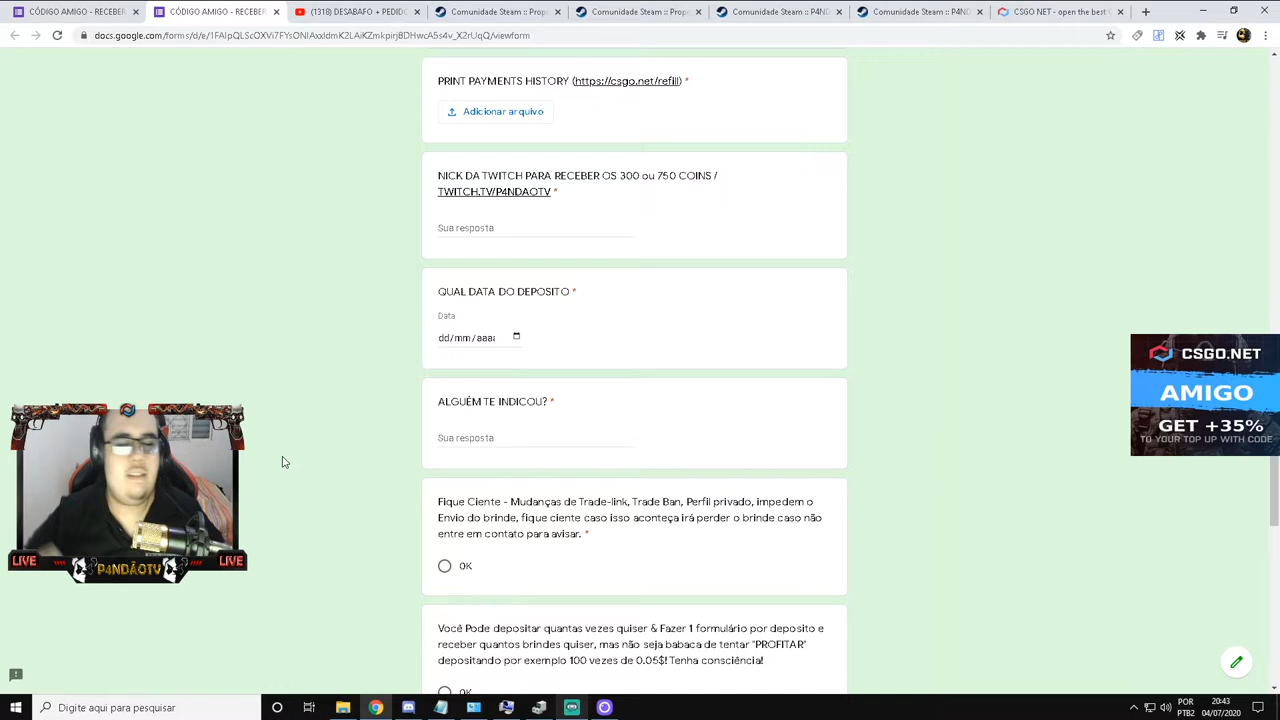 CÓDIGO AMIGO - RECEBER
CÓDIGO AMIGO - RECEBER
(1318) DESABAFO + PEDIDO
Comunidade Steam :: Prop
Comunidade Steam :: Prop
Comunidade Steam :: P4ND
Comunidade Steam :: P4ND
CSGO.NET - open the best
PRINT PAYMENTS HISTORY (https://csgo.net/refill) *
Adicionar arquivo
NICK DA TWITCH PARA RECEBER OS 300 ou 750 COINS /
TWITCH.TV/P4NDAOTV *
Sua resposta
QUAL DATA DO DEPOSITO *
Data
dd/mm/aaaa
CSGO.NET
AMIGO
GET +35%
TO YOUR TOP UP WITH CODE
ALGUÉM TE INDICOU? *
Sua resposta
Fique Ciente - Mudanças de Trade-link, Trade Ban, Perfil privado, impedem o
Envio do brinde, fique ciente caso isso aconteça irá perder o brinde caso não
entre em contato para avisar. *
OK
LIVE
P4NDÃOTV
LIVE
Você Pode depositar quantas vezes quiser & Fazer 1 formulário por deposito e
receber quantos brindes quiser, mas não seja babaca de tentar "PROFITAR"
depositando por exemplo 100 vezes de 0.05$! Tenha consciência!
OK
Digite aqui para pesquisar
POR
PTB2
20:43
04/07/2020